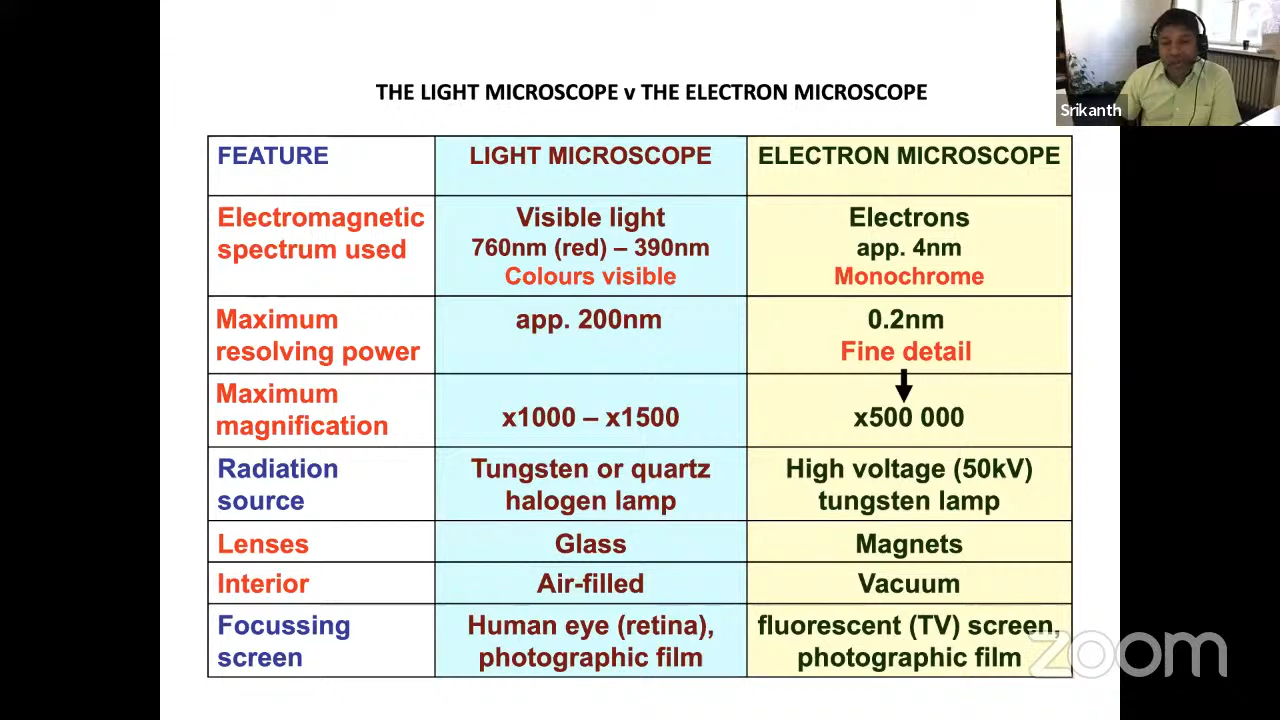 Srikanth
THE LIGHT MICROSCOPE v THE ELECTRON MICROSCOPE
FEATURE
LIGHT MICROSCOPE
ELECTRON MICROSCOPE
Electromagnetic
spectrum used
Visible light
760nm (red) – 390nm
Colours visible
Electrons
app. 4nm
Monochrome
Maximum
resolving power
app. 200nm
0.2nm
Fine detail
Maximum
magnification
x1000 – x1500
x500 000
Radiation
source
Tungsten or quartz
halogen lamp
High voltage (50kV)
tungsten lamp
Lenses
Glass
Magnets
Interior
Air-filled
Vacuum
Focussing
screen
Human eye (retina),
photographic film
fluorescent (TV) screen,
photographic film
zoom